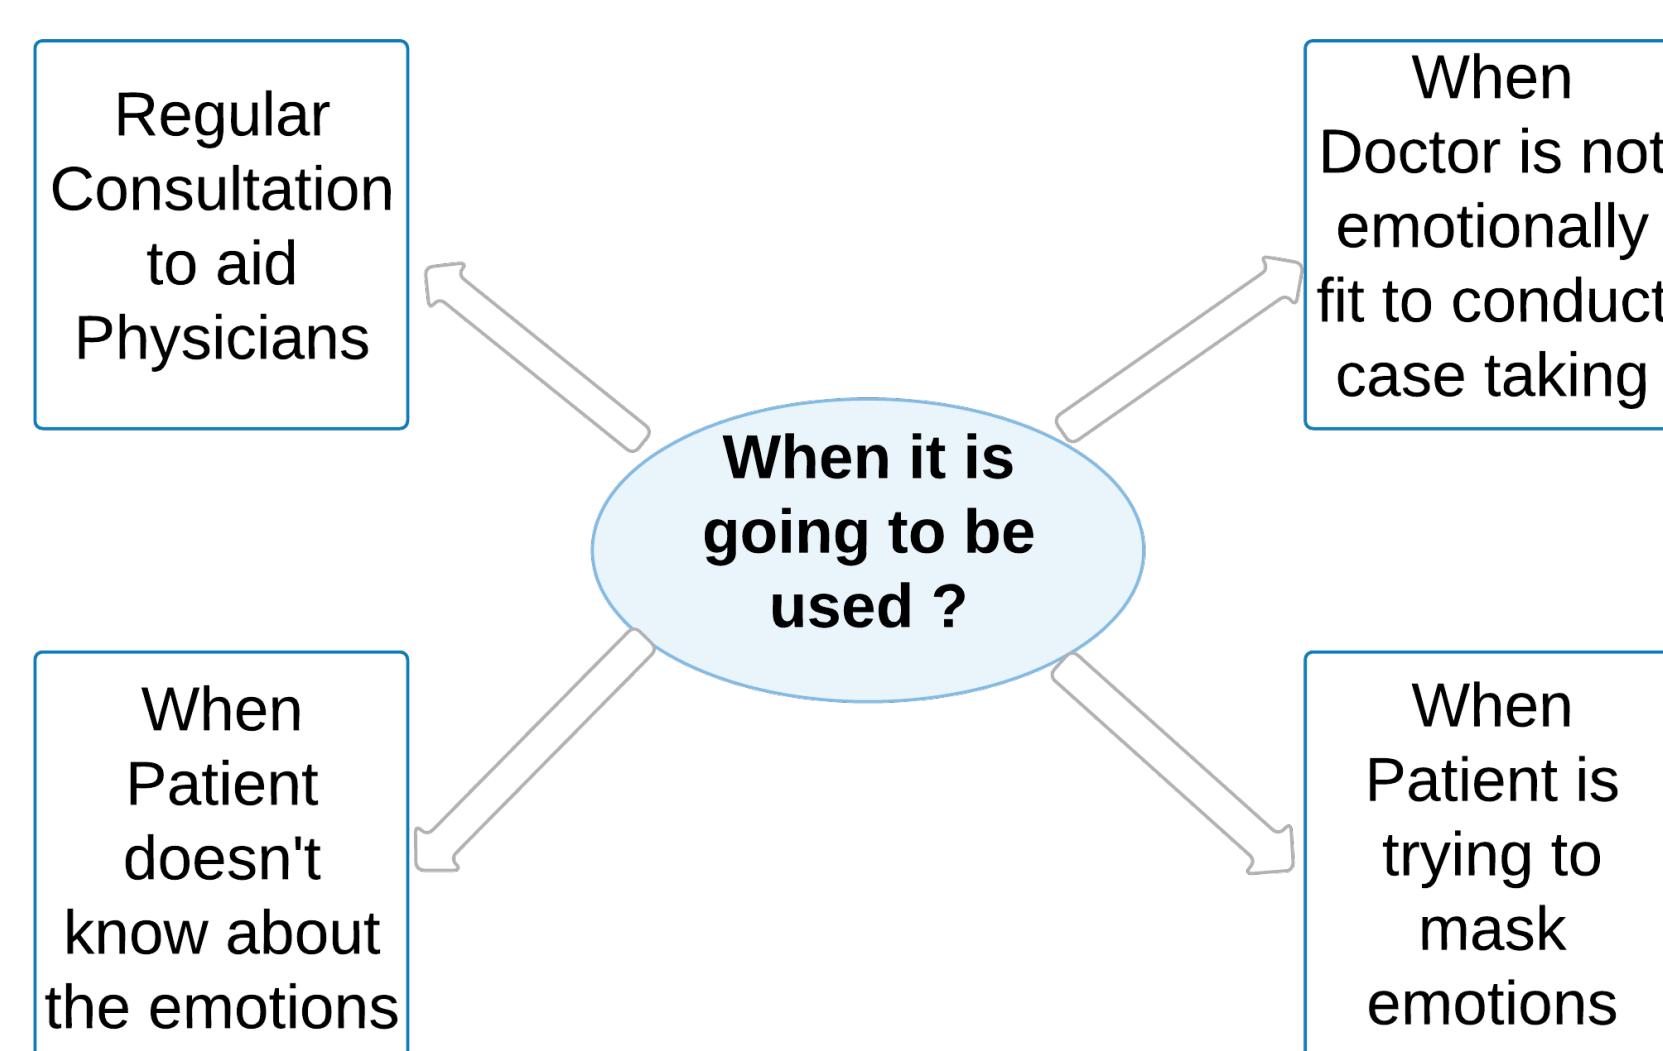 Regular
Consultation
to aid
Physicians
When
Doctor is not
emotionally
fit to conduct
case taking
When it is
going to be
used ?
When
Patient
doesn't
know about
the emotions
When
Patient is
trying to
mask
emotions